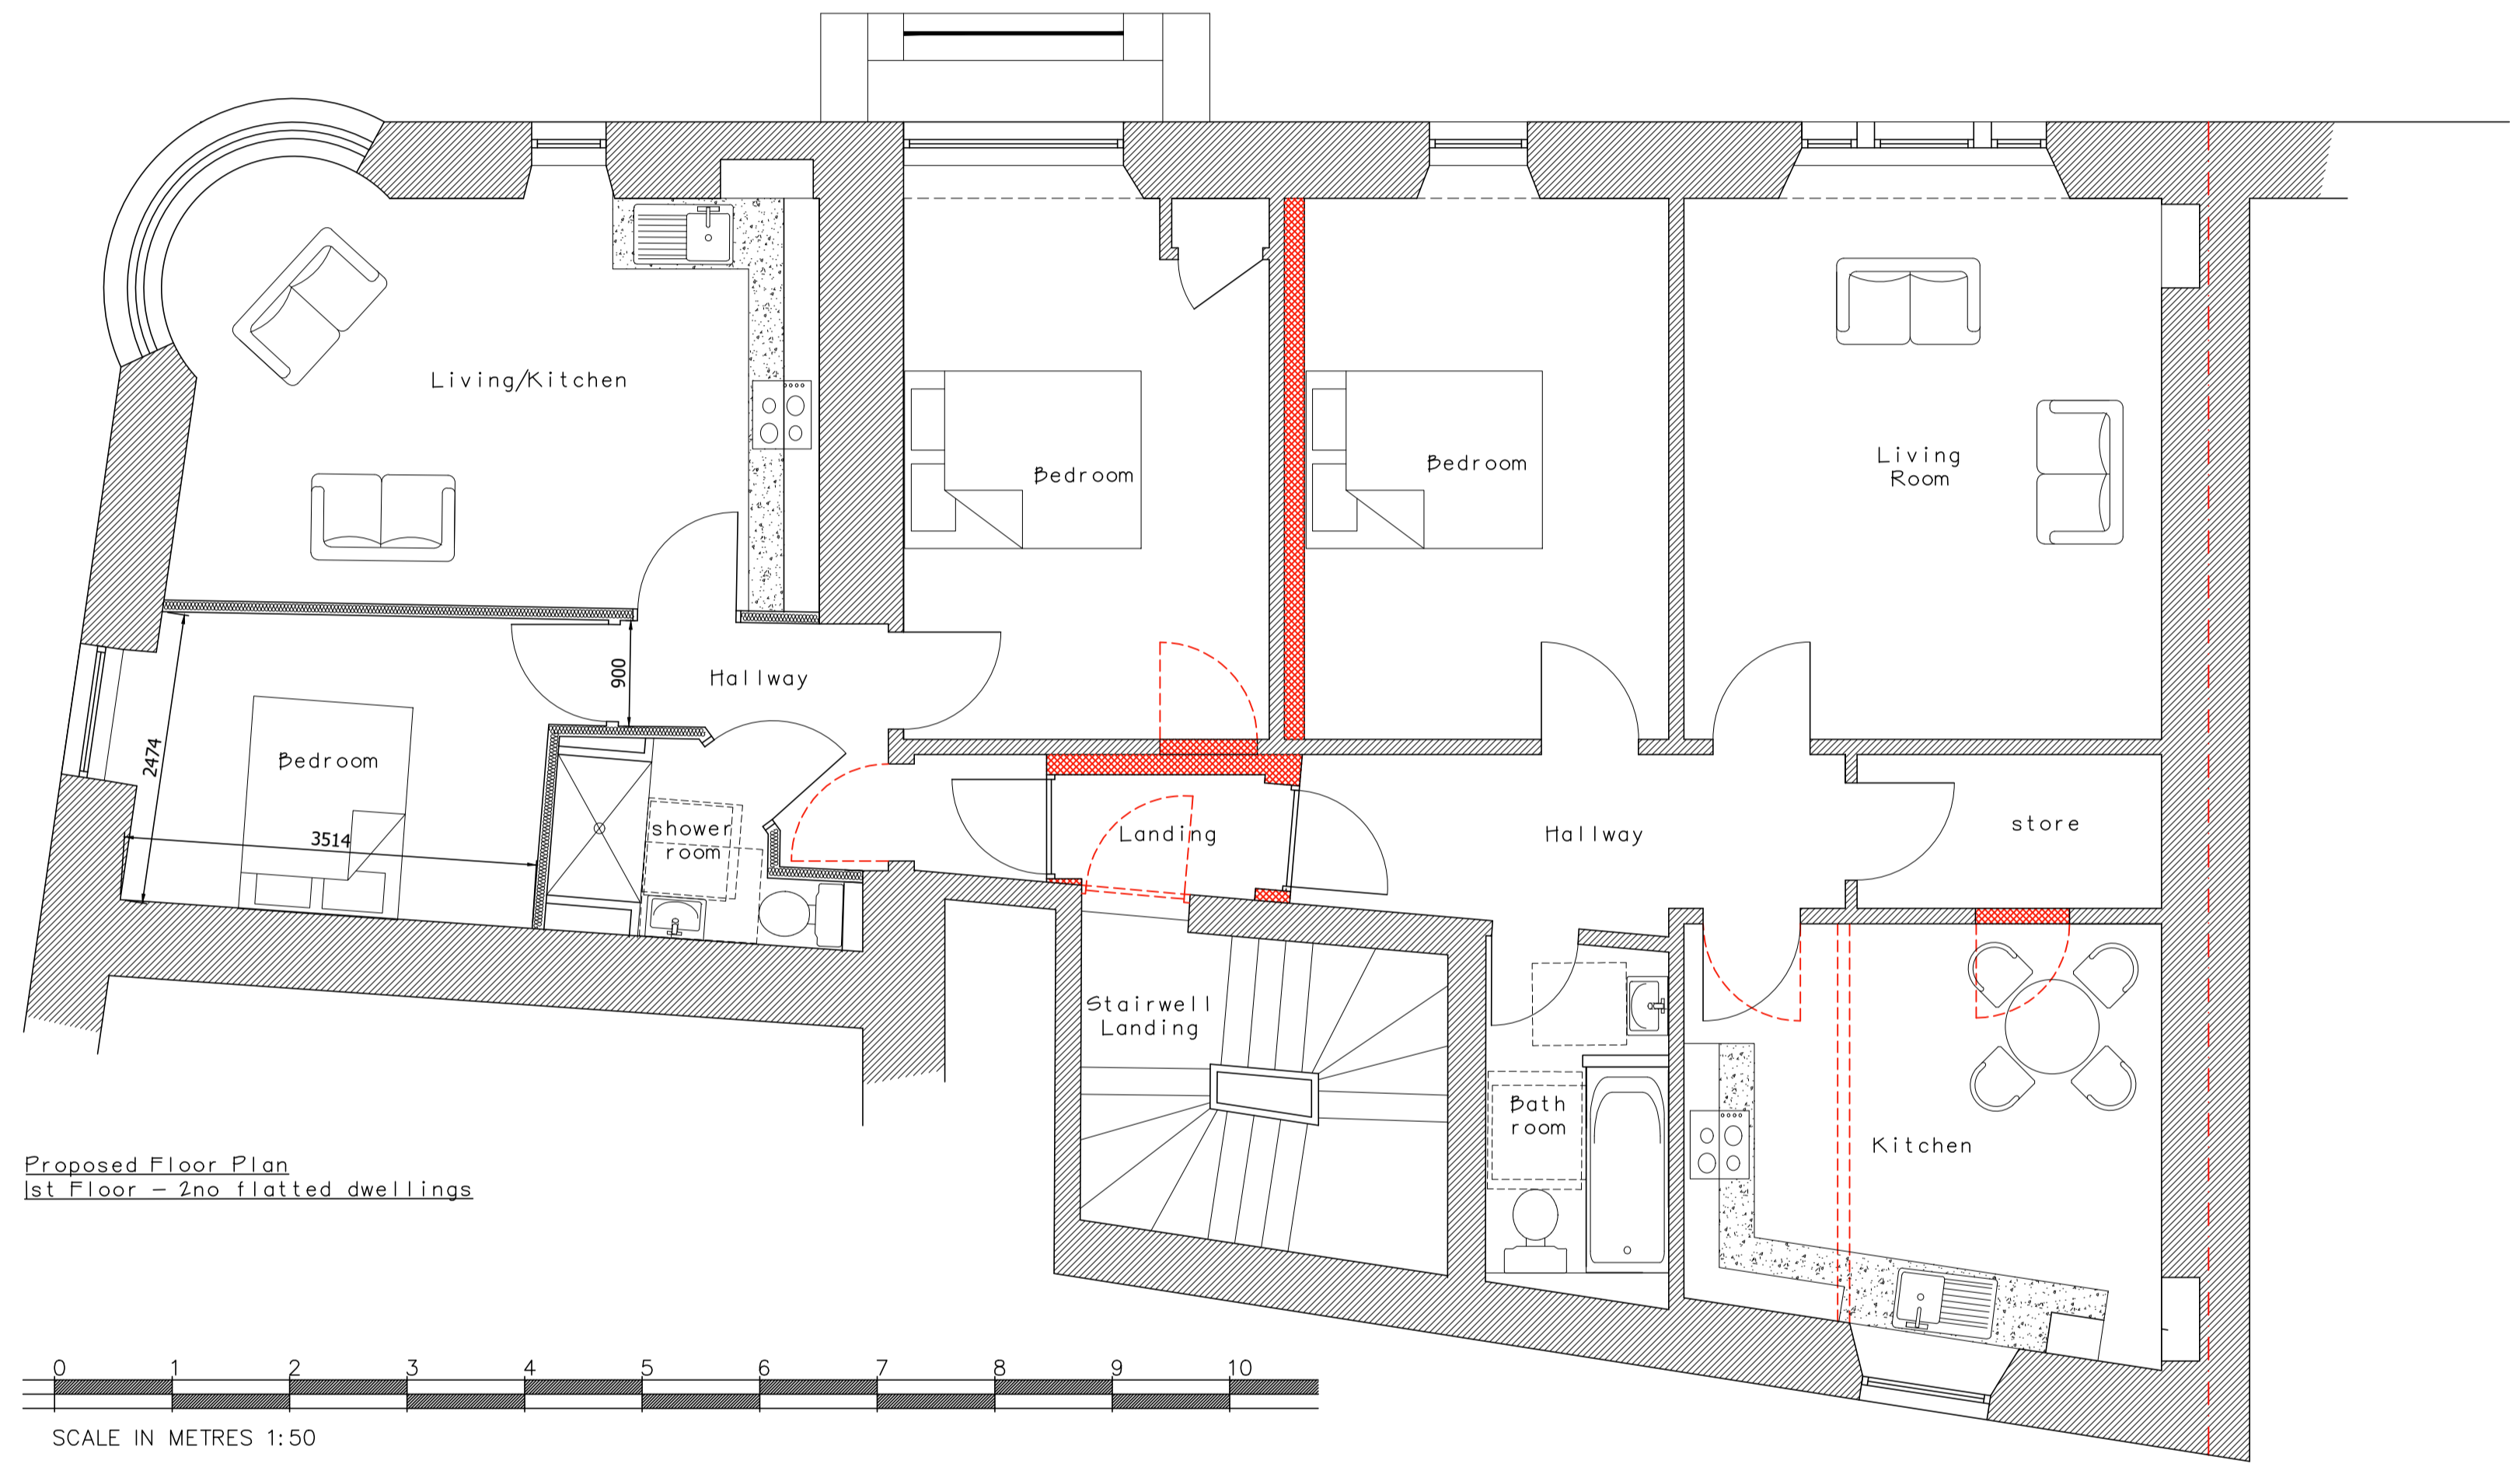 Living/Kitchen
Bedroom
Bedroom
Living
Room
900
Hallway
2474
Bedroom
3514
shower
room
Landing
Hallway
store
Stairwell
Landing
Bath
room
Kitchen
Proposed Floor Plan
1st Floor - 2no flatted dwellings
0 1 2 3 4 5 6 7 8 9 10
SCALE IN METRES 1:50